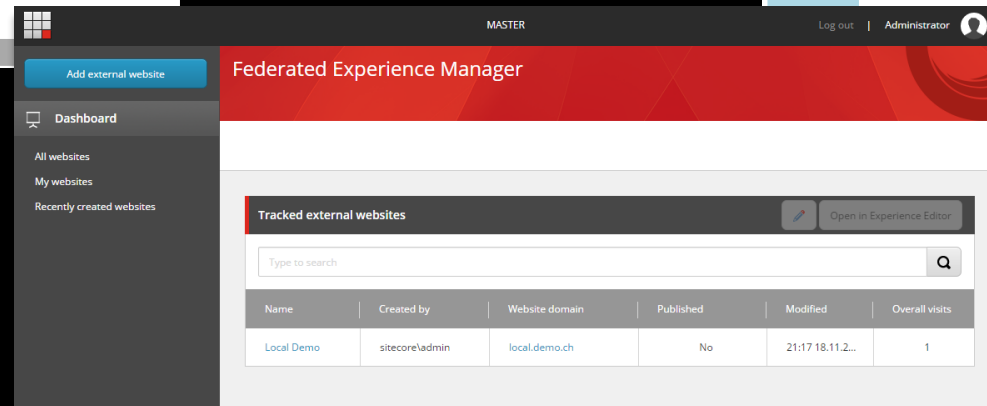 MASTER
Log out | Administrator
Add external website
Federated Experience Manager
Dashboard
All websites
My websites
Recently created websites
Tracked external websites
Open in Experience Editor
Type to search
Name Created by Website domain Published Modified Overall visits
Local Demo sitecore\admin local.demo.ch No 21:17 18.11.2... 1